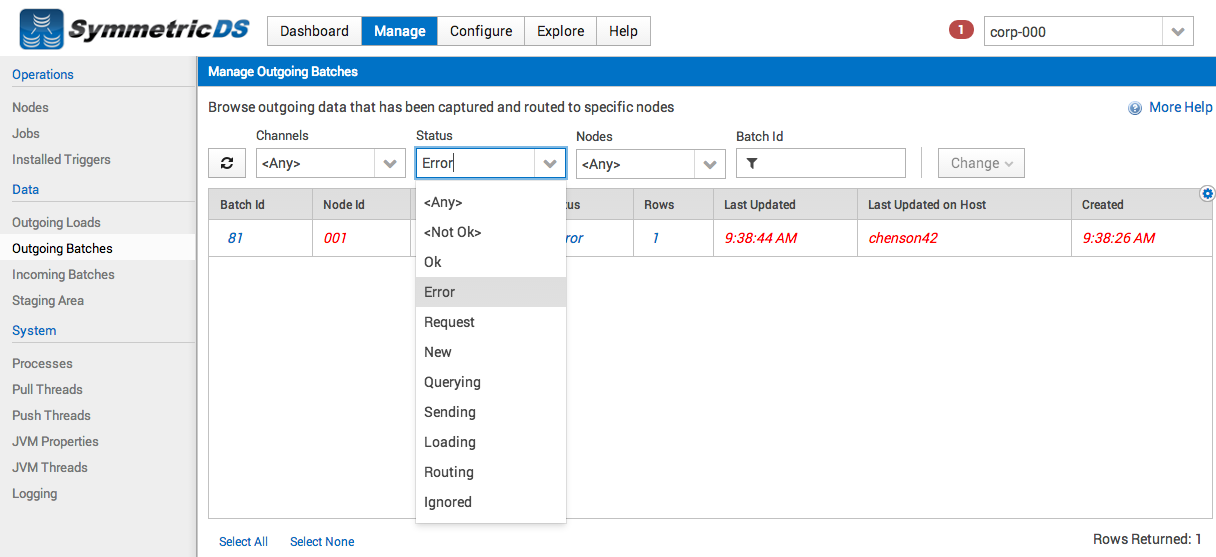 SymmetricDS Dashboard Manage Configure Explore Help 1 corp-000
Operations
Nodes
Jobs
Installed Triggers
Data
Outgoing Loads
Outgoing Batches
Incoming Batches
Staging Area
System
Processes
Pull Threads
Push Threads
JVM Properties
JVM Threads
Logging
Manage Outgoing Batches
Browse outgoing data that has been captured and routed to specific nodes More Help
Channels Status Nodes Batch Id
<Any> Error <Any> Change
Batch Id Node Id tus Rows Last Updated Last Updated on Host Created
81 001 ror 1 9:38:44 AM chenson42 9:38:26 AM
<Any>
<Not Ok>
Ok
Error
Request
New
Querying
Sending
Loading
Routing
Ignored
Select All Select None Rows Returned: 1